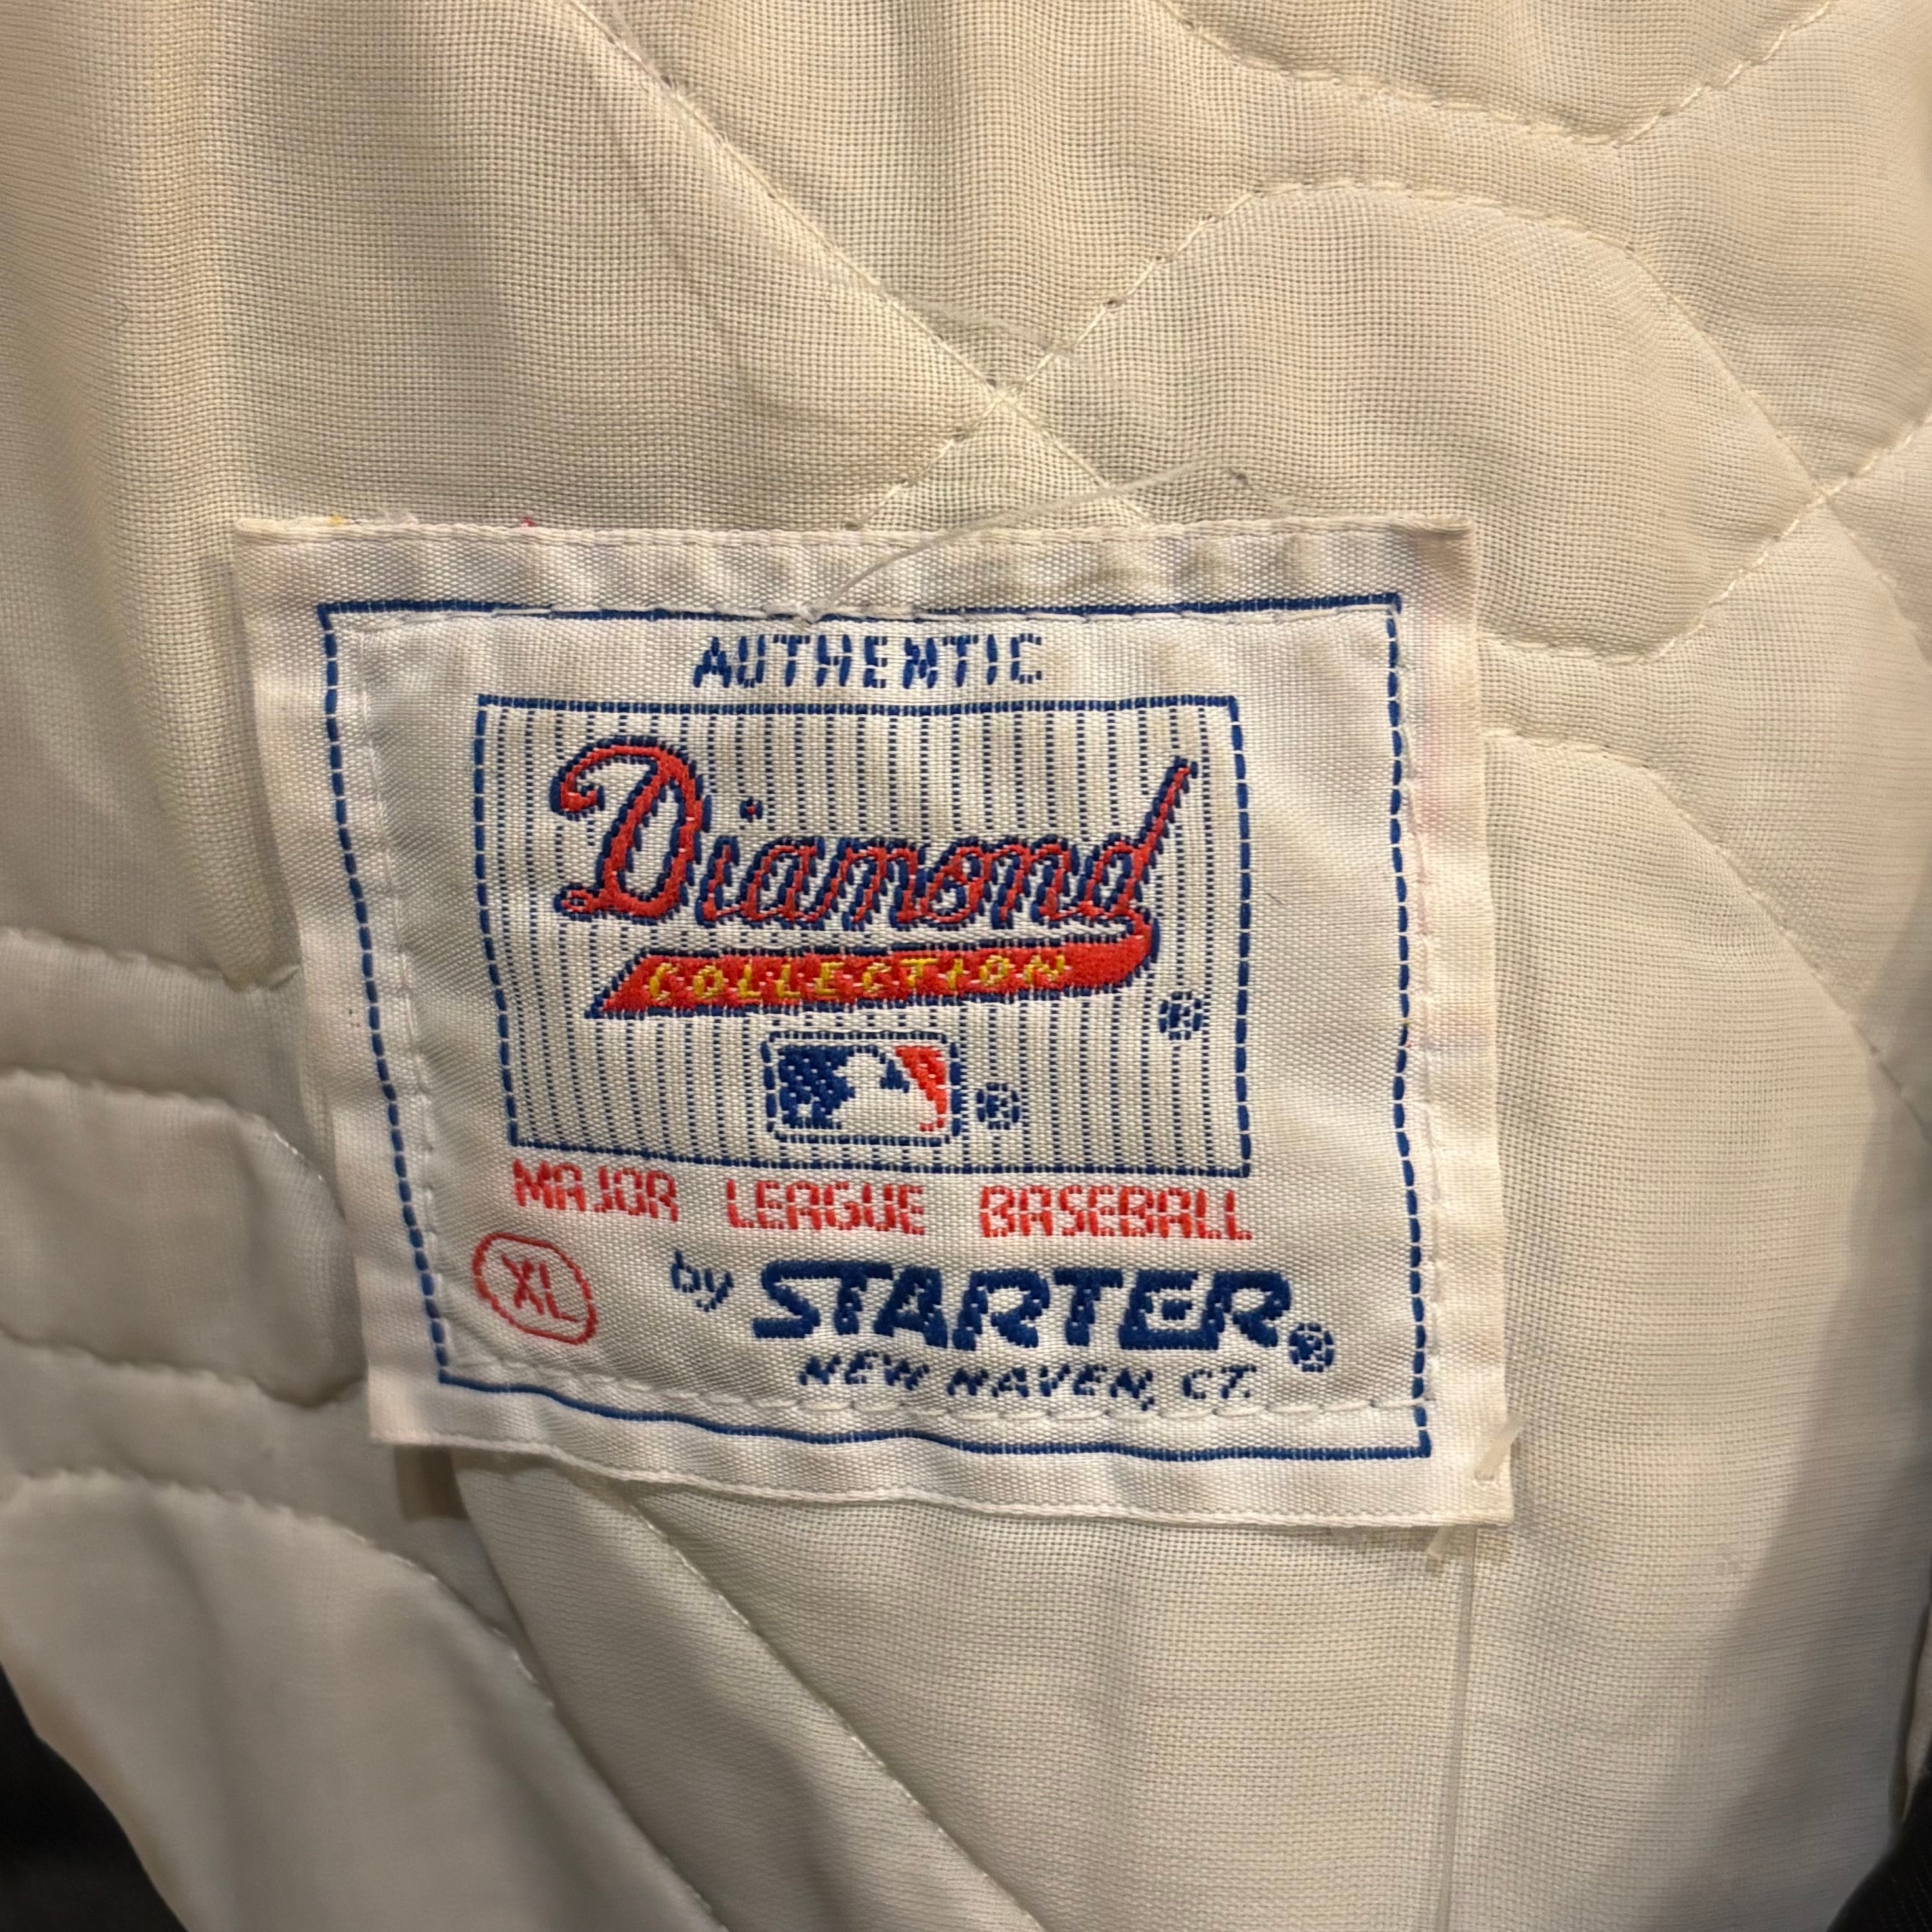 AUTHENTIC
Diamond
COLLECTION
®
®
MAJOR LEAGUE BASEBALL
XL
by STARTER®
NEW HAVEN, CT.